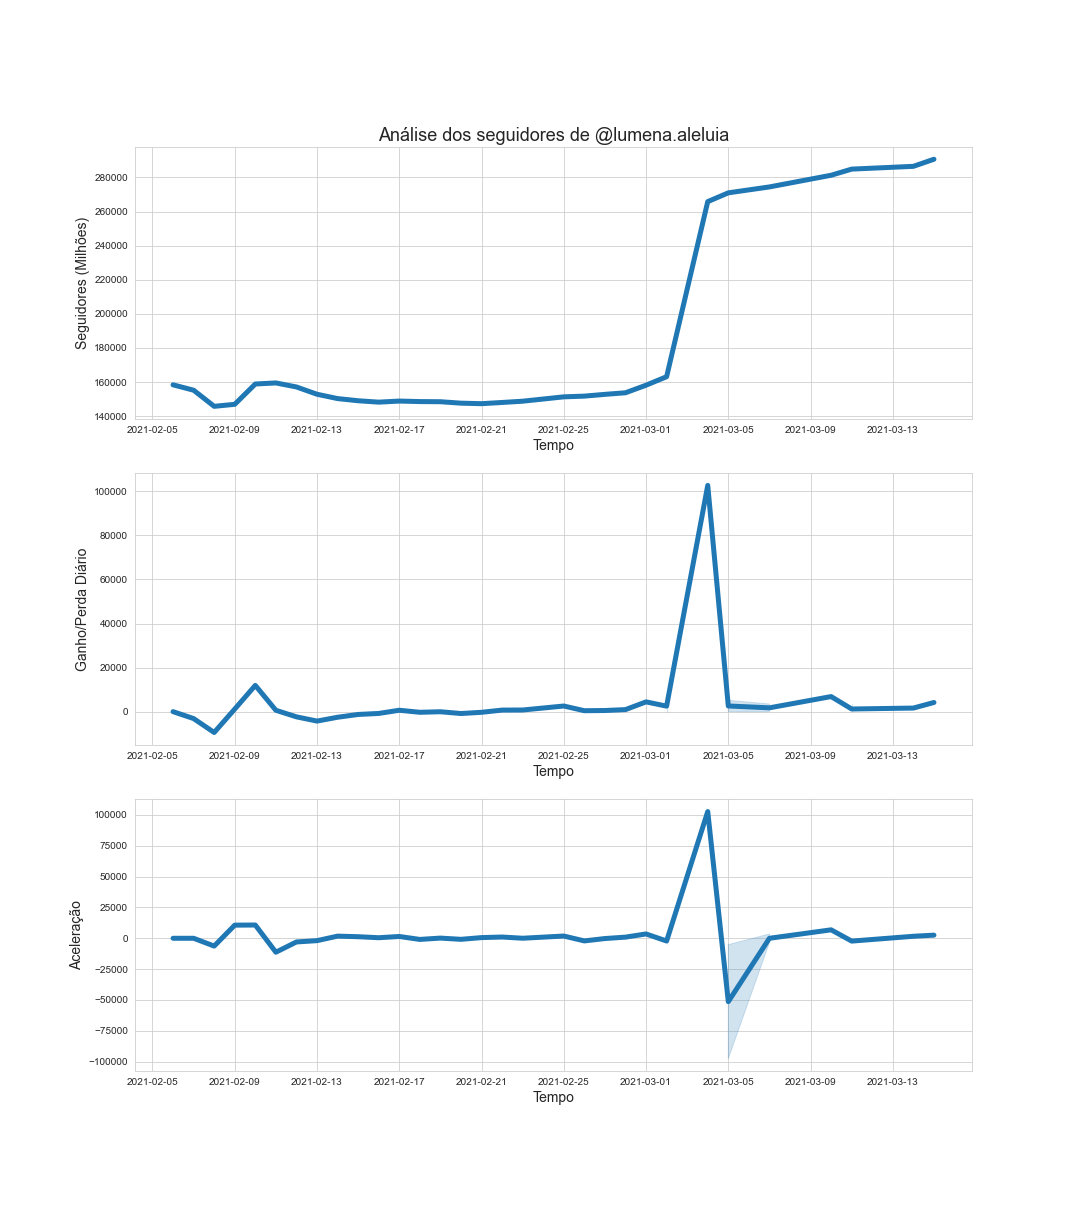 Análise dos seguidores de @lumena.aleluia
Seguidores (Milhões)
280000
260000
240000
220000
200000
180000
160000
140000
2021-02-05 2021-02-09 2021-02-13 2021-02-17 2021-02-21 2021-02-25 2021-03-01 2021-03-05 2021-03-09 2021-03-13
Tempo
Ganho/Perda Diário
100000
80000
60000
40000
20000
0
2021-02-05 2021-02-09 2021-02-13 2021-02-17 2021-02-21 2021-02-25 2021-03-01 2021-03-05 2021-03-09 2021-03-13
Tempo
Aceleração
100000
75000
50000
25000
0
−25000
−50000
−75000
−100000
2021-02-05 2021-02-09 2021-02-13 2021-02-17 2021-02-21 2021-02-25 2021-03-01 2021-03-05 2021-03-09 2021-03-13
Tempo